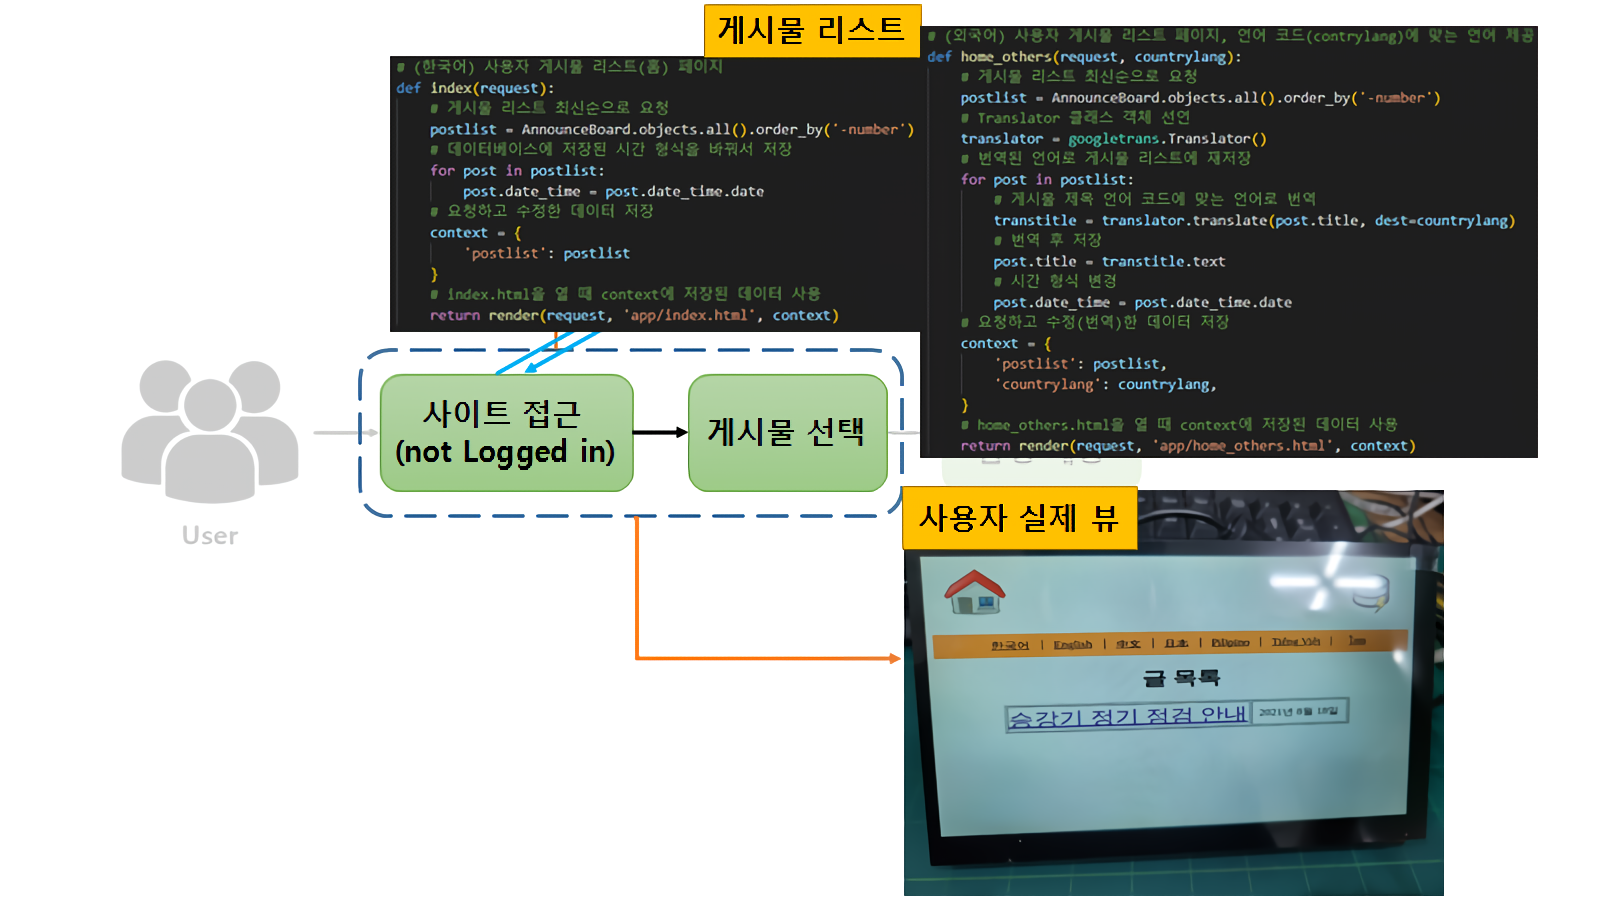 게시물 리스트
# (한국어) 사용자 게시물 리스트(홈) 페이지
def index(request):
# 게시물 리스트 최신순으로 요청
postlist = AnnounceBoard.objects.all().order_by('-number')
# 데이터베이스에 저장된 시간 형식을 바꿔서 저장
for post in postlist:
post.date_time = post.date_time.date
# 요청하고 수정한 데이터 저장
context = {
'postlist': postlist
}
# index.html을 열 때 context에 저장된 데이터 사용
return render(request, 'app/index.html', context)
# (외국어) 사용자 게시물 리스트 페이지, 언어 코드(contrylang)에 맞는 언어 제공
def home_others(request, countrylang):
# 게시물 리스트 최신순으로 요청
postlist = AnnounceBoard.objects.all().order_by('-number')
# Translator 클래스 객체 선언
translator = googletrans.Translator()
# 번역된 언어로 게시물 리스트에 재저장
for post in postlist:
# 게시물 제목 언어 코드에 맞는 언어로 번역
transtitle = translator.translate(post.title, dest=countrylang)
# 번역 후 저장
post.title = transtitle.text
# 시간 형식 변경
post.date_time = post.date_time.date
# 요청하고 수정(번역)한 데이터 저장
context = {
'postlist': postlist,
'countrylang': countrylang,
}
# home_others.html을 열 때 context에 저장된 데이터 사용
return render(request, 'app/home_others.html', context)
사이트 접근
(not Logged in)
게시물 선택
User
사용자 실제 뷰
한국어 | English | 中文 | 日本 | Pilipino | Tiếng Việt | ไทย
글 목록
승강기 정기 점검 안내 2021년 8월 18일